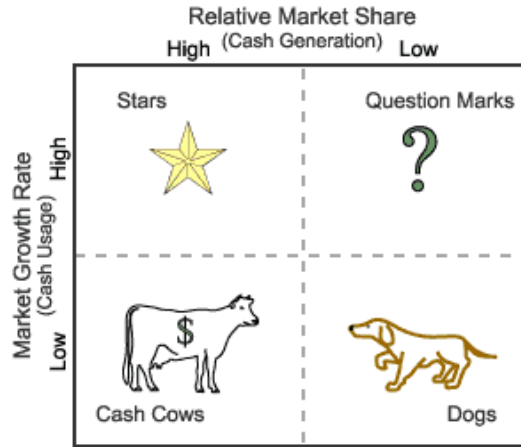 Relative Market Share
(Cash Generation)
High Low
Stars Question Marks
?
Market Growth Rate
(Cash Usage)
High
Low
$
Cash Cows Dogs